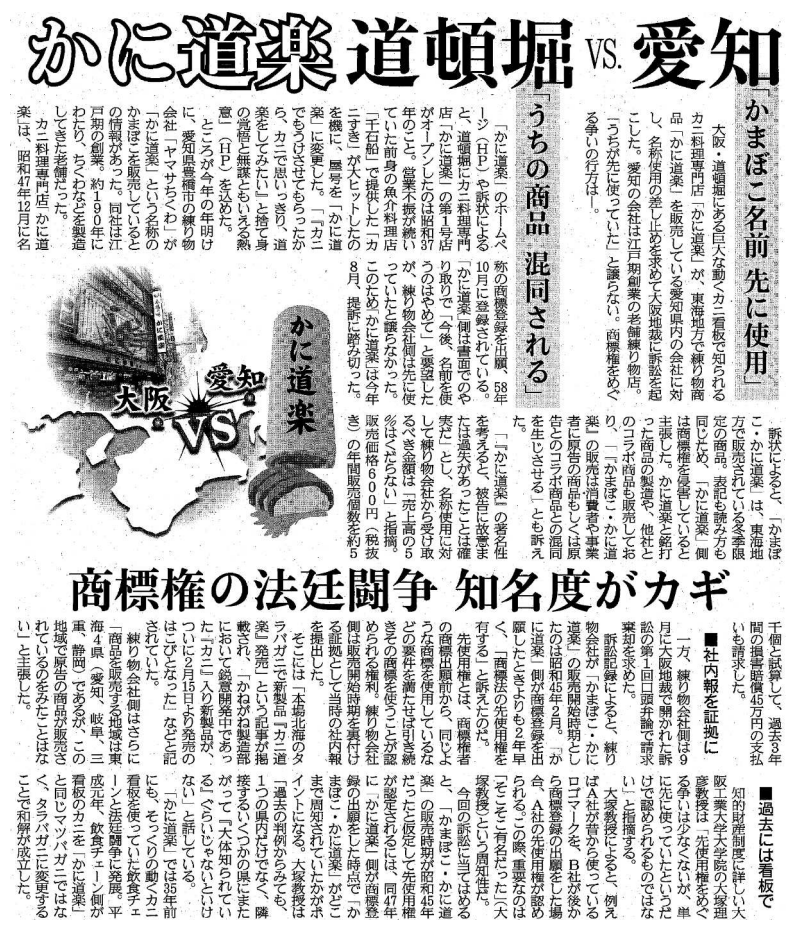 かに道楽 道頓堀 vs. 愛知
「かまぼこ名前 先に使用」
「うちの商品 混同される」
大阪・道頓堀にある巨大な動くカニ看板で知られる
カニ料理専門店「かに道楽」が、東海地方で練り物商
品「かに道楽」を販売している愛知県内の会社に対
し、名称使用の差し止めを求めて大阪地裁に訴訟を起
こした。愛知の会社は江戸期創業の老舗練り物店。
「うちが先に使っていた」と譲らない。商標権をめぐ
る争いの行方は―。
「かに道楽」のホームペ
ージ(HP)や訴状による
と、道頓堀にカニ料理専門
店「かに道楽」の第1号店
がオープンしたのは昭和37
年のこと。営業不振が続い
ていた前身の魚介料理店
「千石船」で提供した「カ
ニすき」が大ヒットしたの
を機に、屋号を「かに道
楽」に変更した。「『カニ
でもうけさせてもらったか
ら、カニで思いっきり、道
楽をしてみたい』と捨て身
の覚悟と無謀ともいえる熱
意」(HP)を込めた。
ところが今年の年明け
に、愛知県豊橋市の練り物
会社「ヤマサちくわ」が
「かに道楽」という名称の
かまぼこを販売していると
の情報があった。同社は江
戸期の創業。約190年に
わたり、ちくわなどを製造
してきた老舗だった。
カニ料理専門店「かに道
楽」は、昭和47年12月に名
称の商標登録を出願、58年
10月に登録されている。
「かに道楽」側は書面でのや
り取りで「今後、名前を使
うのはやめて」と要望した
が、練り物会社側は先に使
っていたと譲らなかった。
このため「かに道楽」は今年
8月、提訴に踏み切った。
かに道楽
愛知
大阪
VS
かに道楽
訴状によると、「かまぼ
こ・かに道楽」は、東海地
方で販売されている冬季限
定の商品。表記も読み方も
同じため、「かに道楽」側
は商標権を侵害していると
主張した。かに道楽と銘打
った商品の製造や、他社と
のコラボ商品も販売してお
り、「『かまぼこ・かに道
楽』の販売は消費者や事業
者に原告の商品もしくは原
告とのコラボ商品との混同
を生じさせる」とも訴え
た。
「『かに道楽』の著名性
を考えると、被告に故意ま
たは過失があったことは確
実だ」とし、名称使用に対
して練り物会社から受け取
るべき金額は「売上高の5
%はくだらない」と指摘。
販売価格600円(税抜
き)の年間販売個数を約5
商標権の法廷闘争 知名度がカギ
千個と試算して、過去3年
間の損害賠償45万円の支払
いも請求した。
■社内報を証拠に
一方、練り物会社側は9
月に大阪地裁で開かれた訴
訟の第1回口頭弁論で請求
棄却を求めた。
訴訟記録によると、練り
物会社が「かまぼこ・かに
道楽」の販売開始時期とし
たのは昭和45年2月。「か
に道楽」側が商標登録を出
願したときよりも2年早
く、「商標法の先使用権を
有する」と訴えたのだ。
先使用権とは、商標権者
の商標出願前から、同じよ
うな商標を使用しているな
どの要件を満たせば引き続
きその商標を使うことが認
められる権利。練り物会社
側は販売開始時期を裏付け
る証拠として当時の社内報
を提出した。
そこには「本場北海のタ
ラバガニで新製品『カニ道
楽』発売」という記事が掲
載され、「かねがね製造部
において鋭意開発中であっ
た『カニ』入り新製品が、
ついに2月15日より発売の
はこびとなった」などと記
されていた。
練り物会社側はさらに
「商品を販売する地域は東
海4県(愛知、岐阜、三
重、静岡)であるが、この
地域で原告の商品が販売さ
れているのをみたことはな
い」と主張した。
■過去には看板で
知的財産制度に詳しい大
阪工業大学大学院の大塚理
彦教授は「先使用権をめぐ
る争いは少なくないが、単
に先に使っていたというだ
けで認められるものではな
い」と指摘する。
大塚教授によると、例え
ばA社が昔から使っている
ロゴマークを、B社が後か
ら商標登録の出願をした場
合、A社の先使用権が認め
られる。この際、重要なのは
「そこそこ有名だった」(大
塚教授)という周知性だ。
今回の訴訟に当てはめる
と、「かまぼこ・かに道
楽」の販売時期が昭和45年
だったと仮定して先使用権
が認定されるには、同47年
に「かに道楽」側が商標登
録の出願をした時点で「か
まぼこ・かに道楽」がどこ
まで周知されていたかがポ
イントになる。大塚教授は
「過去の判例からみても、
1つの県内だけでなく、隣
接するいくつかの県にまた
がって『大体知られてい
る』ぐらいじゃないといけ
ない」と話している。
「かに道楽」では35年前
にも、そっくりの動くカニ
看板を使っていた飲食チェ
ーンと法廷闘争に発展。平
成元年、飲食チェーン側が
看板のカニを「かに道楽」
と同じマツバガニではな
く、タラバガニに変更する
ことで和解が成立した。